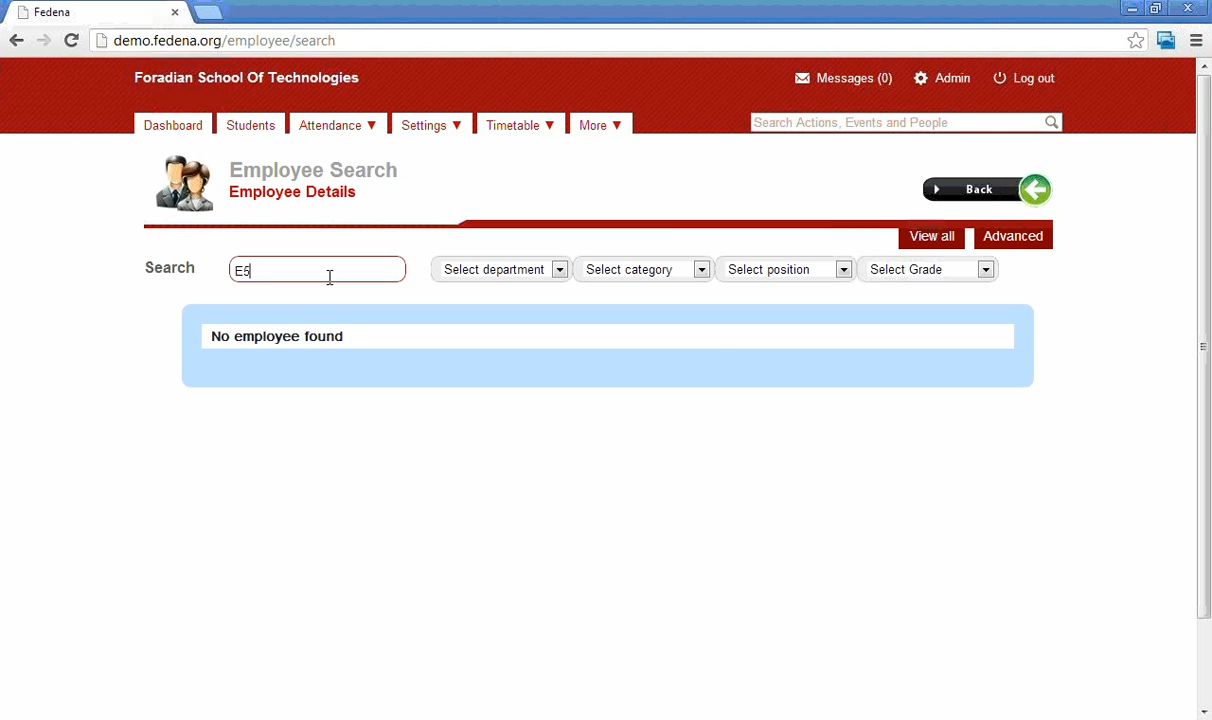 Fedena
demo.fedena.org/employee/search
Foradian School Of Technologies
Messages (0) Admin Log out
Dashboard Students Attendance ▼ Settings ▼ Timetable ▼ More ▼ Search Actions, Events and People
Employee Search
Employee Details
Back
View all Advanced
Search E5 Select department Select category Select position Select Grade
No employee found